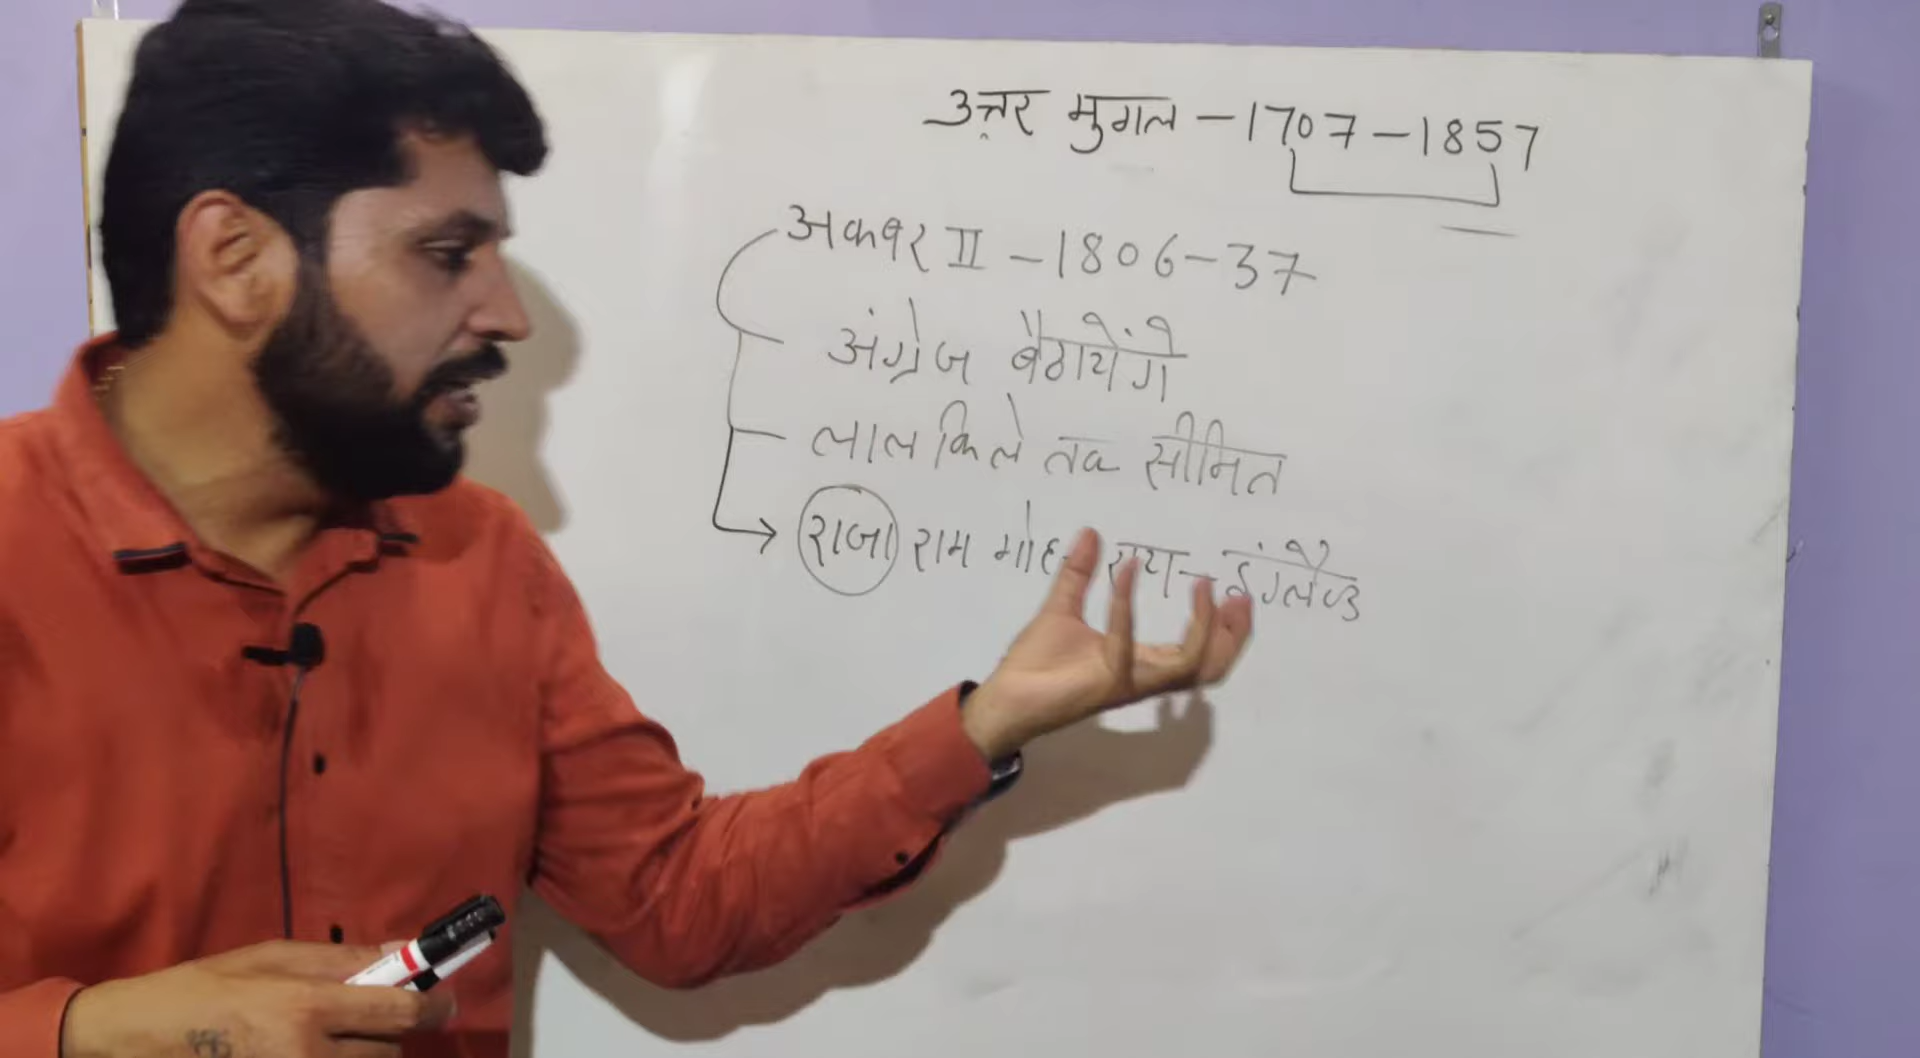 उत्तर मुगल - 1707 - 1857
अकबर II - 1806 - 37
अंग्रेज बैठायेंगे
लाल किले तक सीमित
राजा राम मोहन राय - इंग्लैण्ड